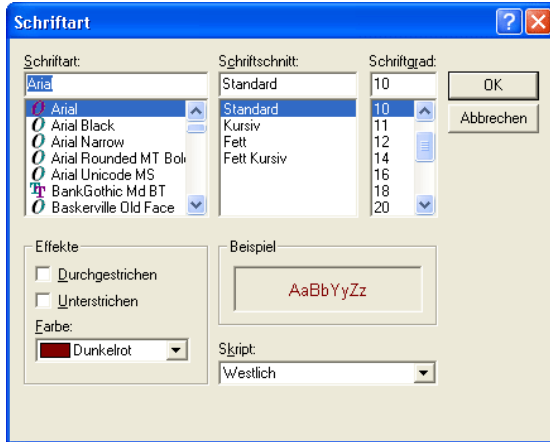 Schriftart
Schriftart:
Arial
Arial
Arial Black
Arial Narrow
Arial Rounded MT Bol
Arial Unicode MS
BankGothic Md BT
Baskerville Old Face
Schriftschnitt:
Standard
Standard
Kursiv
Fett
Fett Kursiv
Schriftgrad:
10
10
11
12
14
16
18
20
OK
Abbrechen
Effekte
Durchgestrichen
Unterstrichen
Farbe:
Dunkelrot
Beispiel
AaBbYyZz
Skript:
Westlich